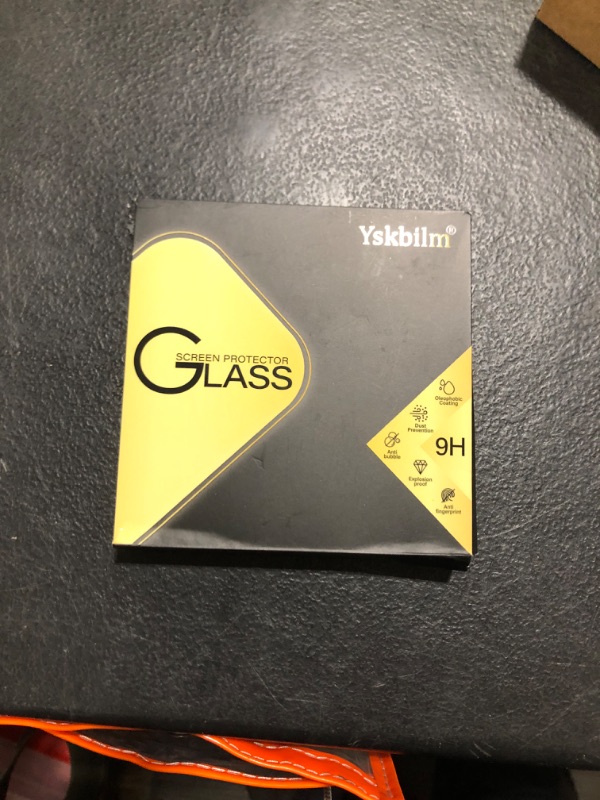 Yskbilm®
SCREEN PROTECTOR
GLASS
Oleophobic
Coating
Dust
Prevention
9H
Anti
bubble
Explosion
proof
Anti
fingerprint